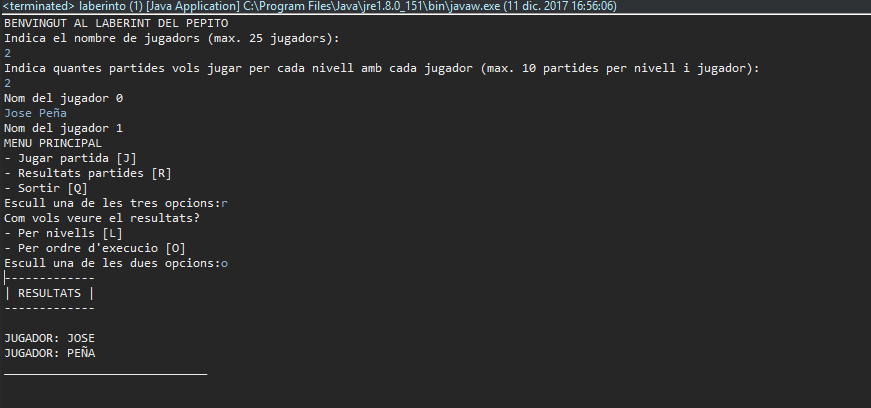 <terminated> laberinto (1) [Java Application] C:\Program Files\Java\jre1.8.0_151\bin\javaw.exe (11 dic. 2017 16:56:06)
BENVINGUT AL LABERINT DEL PEPITO
Indica el nombre de jugadors (max. 25 jugadors):
2
Indica quantes partides vols jugar per cada nivell amb cada jugador (max. 10 partides per nivell i jugador):
2
Nom del jugador 0
Jose Peña
Nom del jugador 1
MENU PRINCIPAL
- Jugar partida [J]
- Resultats partides [R]
- Sortir [Q]
Escull una de les tres opcions:r
Com vols veure el resultats?
- Per nivells [L]
- Per ordre d'execucio [O]
Escull una de les dues opcions:o
-------------
| RESULTATS |
-------------
JUGADOR: JOSE
JUGADOR: PEÑA
_____________________________